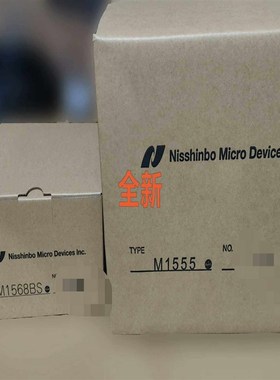 Nisshinbo Micro Devices
全新
TYPE M1555 NO.
Nisshinbo Micro Devices Inc.
M1568BS